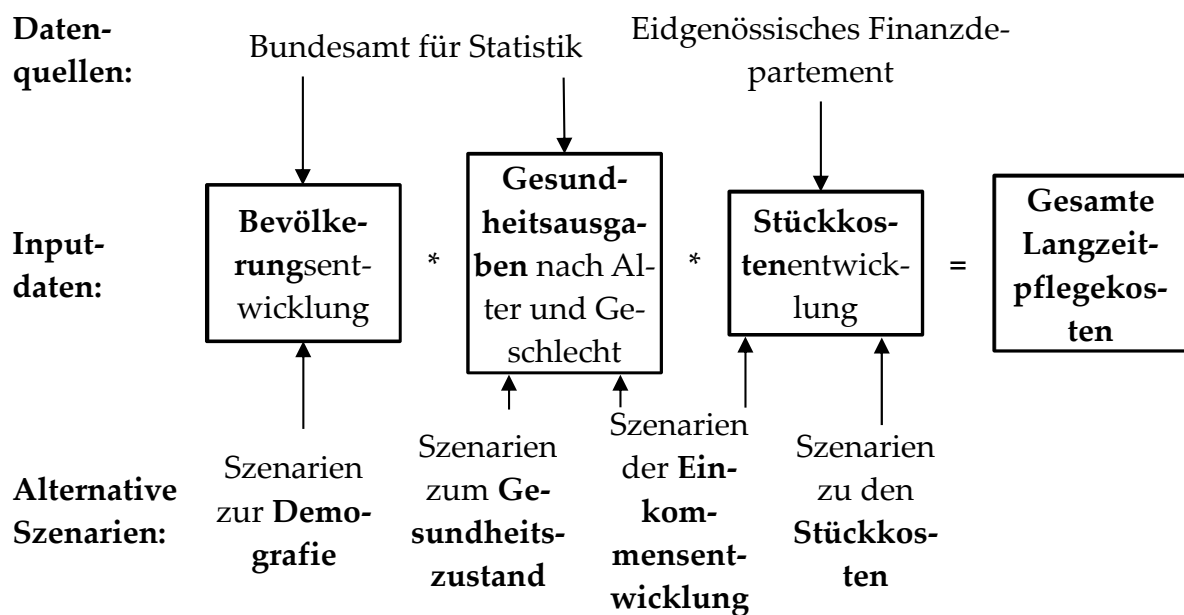 Daten-
quellen:
Bundesamt für Statistik
Eidgenössisches Finanzde-
partement
Input-
daten:
Bevölke-
rungsent-
wicklung
*
Gesund-
heitsausga-
ben nach Al-
ter und Ge-
schlecht
*
Stückkos-
tenentwick-
lung
=
Gesamte
Langzeit-
pflegekos-
ten
Alternative
Szenarien:
Szenarien
zur Demo-
grafie
Szenarien
zum Ge-
sundheits-
zustand
Szenarien
der Ein-
kom-
mensent-
wicklung
Szenarien
zu den
Stückkos-
ten